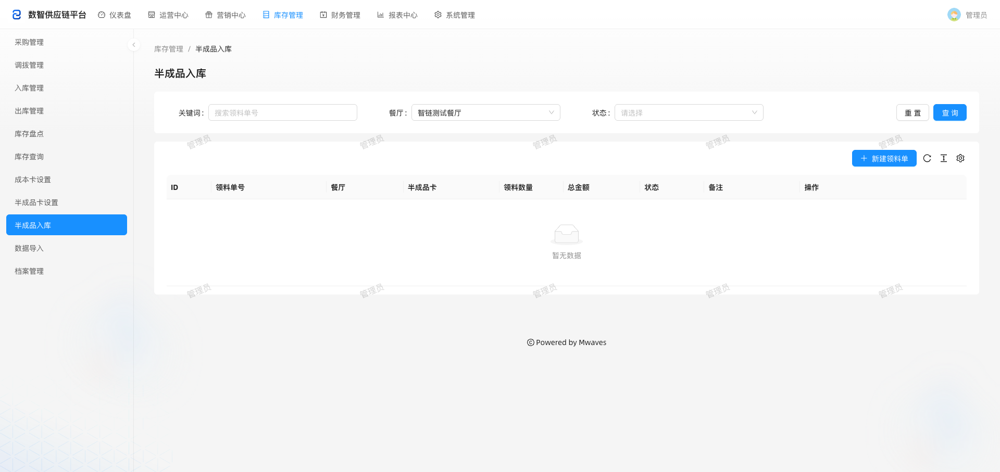 数智供应链平台 仪表盘 运营中心 营销中心 库存管理 财务管理 报表中心 系统管理 管理员
采购管理
调拨管理
入库管理
出库管理
库存盘点
库存查询
成本卡设置
半成品卡设置
半成品入库
数据导入
档案管理
库存管理 / 半成品入库
半成品入库
关键词: 搜索领料单号 餐厅: 智链测试餐厅 状态: 请选择 重 置 查 询
管理员 管理员 管理员 管理员 管理员
新建领料单
ID 领料单号 餐厅 半成品卡 领料数量 总金额 状态 备注 操作
暂无数据
管理员 管理员 管理员 管理员 管理员
© Powered by Mwaves